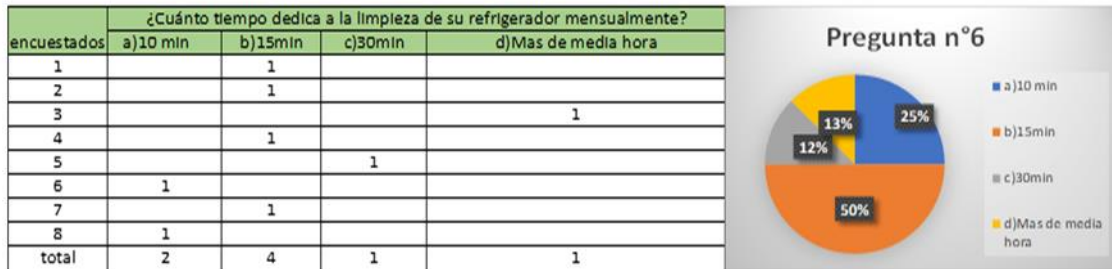 ¿Cuánto tiempo dedica a la limpieza de su refrigerador mensualmente?
encuestados a)10 min b)15min c)30min d)Mas de media hora
1 1
2 1
3 1
4 1
5 1
6 1
7 1
8 1
total 2 4 1 1
Pregunta n°6
25%
13%
12%
50%
a)10 min
b)15min
c)30min
d)Mas de media
hora